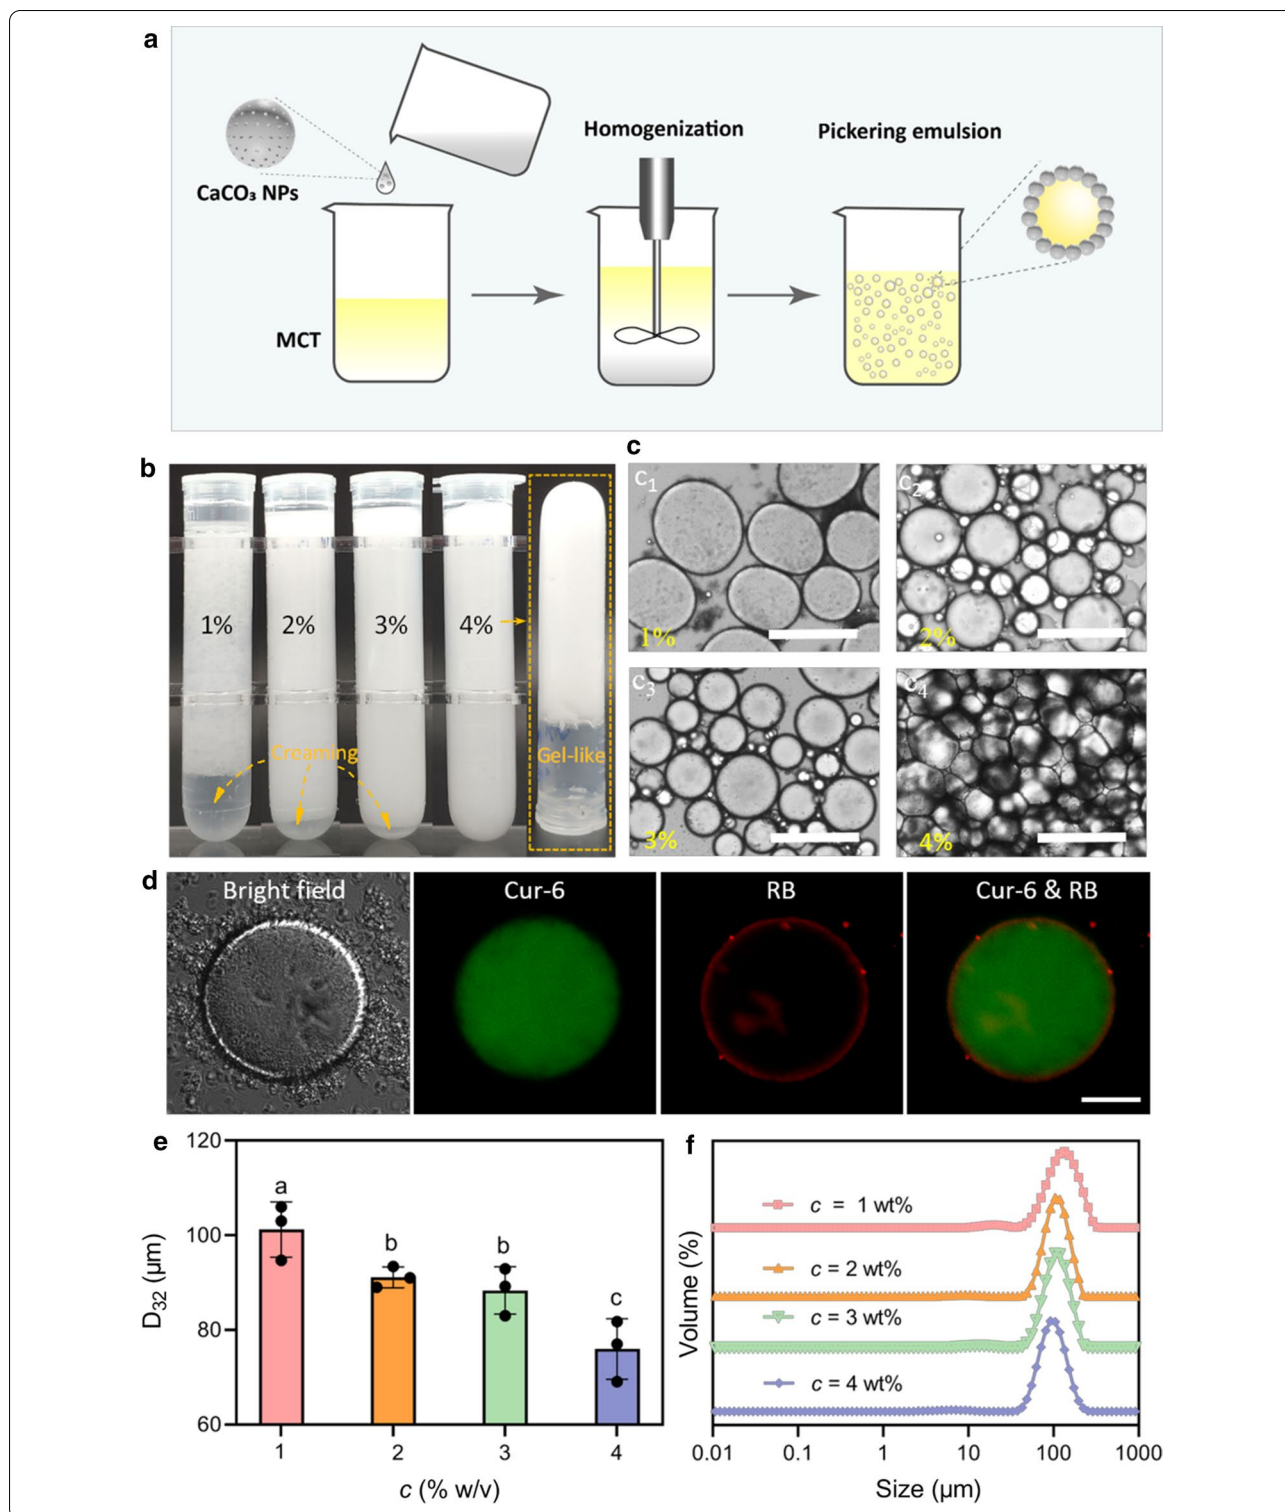 a
CaCO₃ NPs
MCT
Homogenization
Pickering emulsion
b
1%
2%
3%
4%
Creaming
Gel-like
c
c₁
1%
c₂
2%
c₃
3%
c₄
4%
d
Bright field
Cur-6
RB
Cur-6 & RB
e
D₃₂ (μm)
120
100
80
60
a
b
b
c
1
2
3
4
c (% w/v)
f
Volume (%)
c = 1 wt%
c = 2 wt%
c = 3 wt%
c = 4 wt%
0.01
0.1
1
10
100
1000
Size (μm)